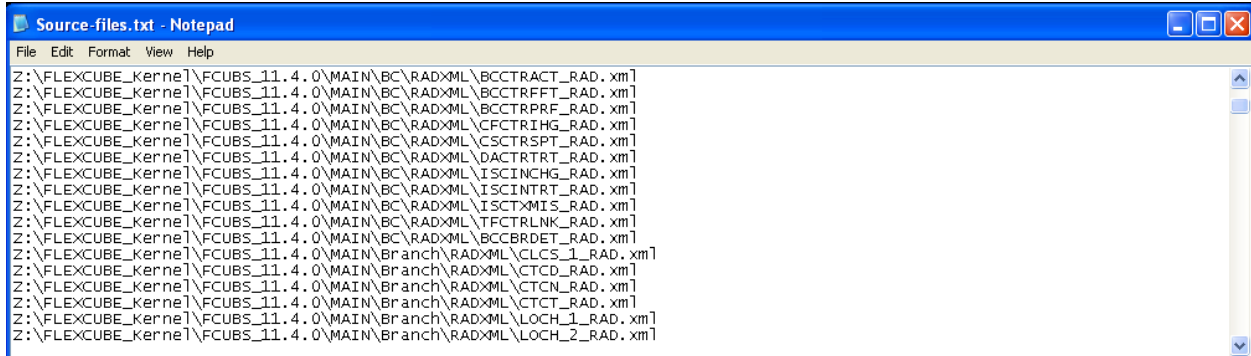 Source-files.txt - Notepad
File Edit Format View Help
Z:\FLEXCUBE_Kernel\FCUBS_11.4.0\MAIN\BC\RADXML\BCCTRACT_RAD.xml
Z:\FLEXCUBE_Kernel\FCUBS_11.4.0\MAIN\BC\RADXML\BCCTRFFT_RAD.xml
Z:\FLEXCUBE_Kernel\FCUBS_11.4.0\MAIN\BC\RADXML\BCCTRPRF_RAD.xml
Z:\FLEXCUBE_Kernel\FCUBS_11.4.0\MAIN\BC\RADXML\CFCTRIHG_RAD.xml
Z:\FLEXCUBE_Kernel\FCUBS_11.4.0\MAIN\BC\RADXML\CSCTRSPT_RAD.xml
Z:\FLEXCUBE_Kernel\FCUBS_11.4.0\MAIN\BC\RADXML\DACTRTRT_RAD.xml
Z:\FLEXCUBE_Kernel\FCUBS_11.4.0\MAIN\BC\RADXML\ISCINCHG_RAD.xml
Z:\FLEXCUBE_Kernel\FCUBS_11.4.0\MAIN\BC\RADXML\ISCINTRT_RAD.xml
Z:\FLEXCUBE_Kernel\FCUBS_11.4.0\MAIN\BC\RADXML\ISCTXMIS_RAD.xml
Z:\FLEXCUBE_Kernel\FCUBS_11.4.0\MAIN\BC\RADXML\TFCTRLNK_RAD.xml
Z:\FLEXCUBE_Kernel\FCUBS_11.4.0\MAIN\BC\RADXML\BCCBRDET_RAD.xml
Z:\FLEXCUBE_Kernel\FCUBS_11.4.0\MAIN\Branch\RADXML\CLCS_1_RAD.xml
Z:\FLEXCUBE_Kernel\FCUBS_11.4.0\MAIN\Branch\RADXML\CTCD_RAD.xml
Z:\FLEXCUBE_Kernel\FCUBS_11.4.0\MAIN\Branch\RADXML\CTCN_RAD.xml
Z:\FLEXCUBE_Kernel\FCUBS_11.4.0\MAIN\Branch\RADXML\CTCT_RAD.xml
Z:\FLEXCUBE_Kernel\FCUBS_11.4.0\MAIN\Branch\RADXML\LOCH_1_RAD.xml
Z:\FLEXCUBE_Kernel\FCUBS_11.4.0\MAIN\Branch\RADXML\LOCH_2_RAD.xml